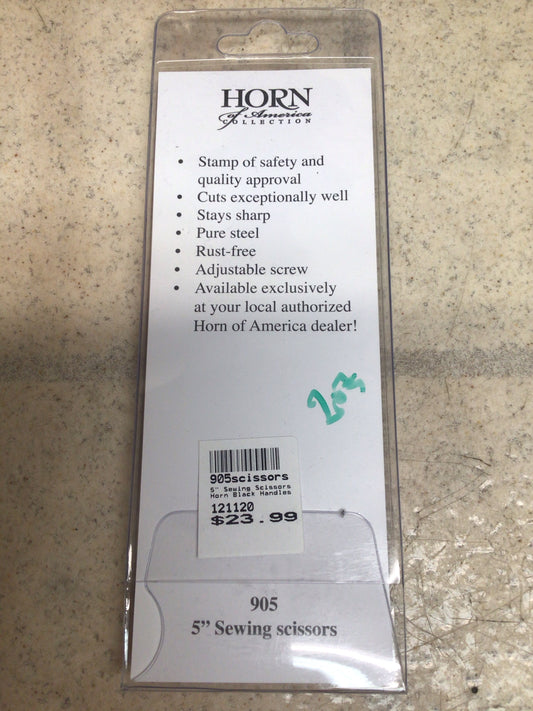 HORN
of America
COLLECTION
• Stamp of safety and
quality approval
• Cuts exceptionally well
• Stays sharp
• Pure steel
• Rust-free
• Adjustable screw
• Available exclusively
at your local authorized
Horn of America dealer!
905scissors
5" Sewing Scissors
Horn Black Handles
121120
$23.99
905
5” Sewing scissors